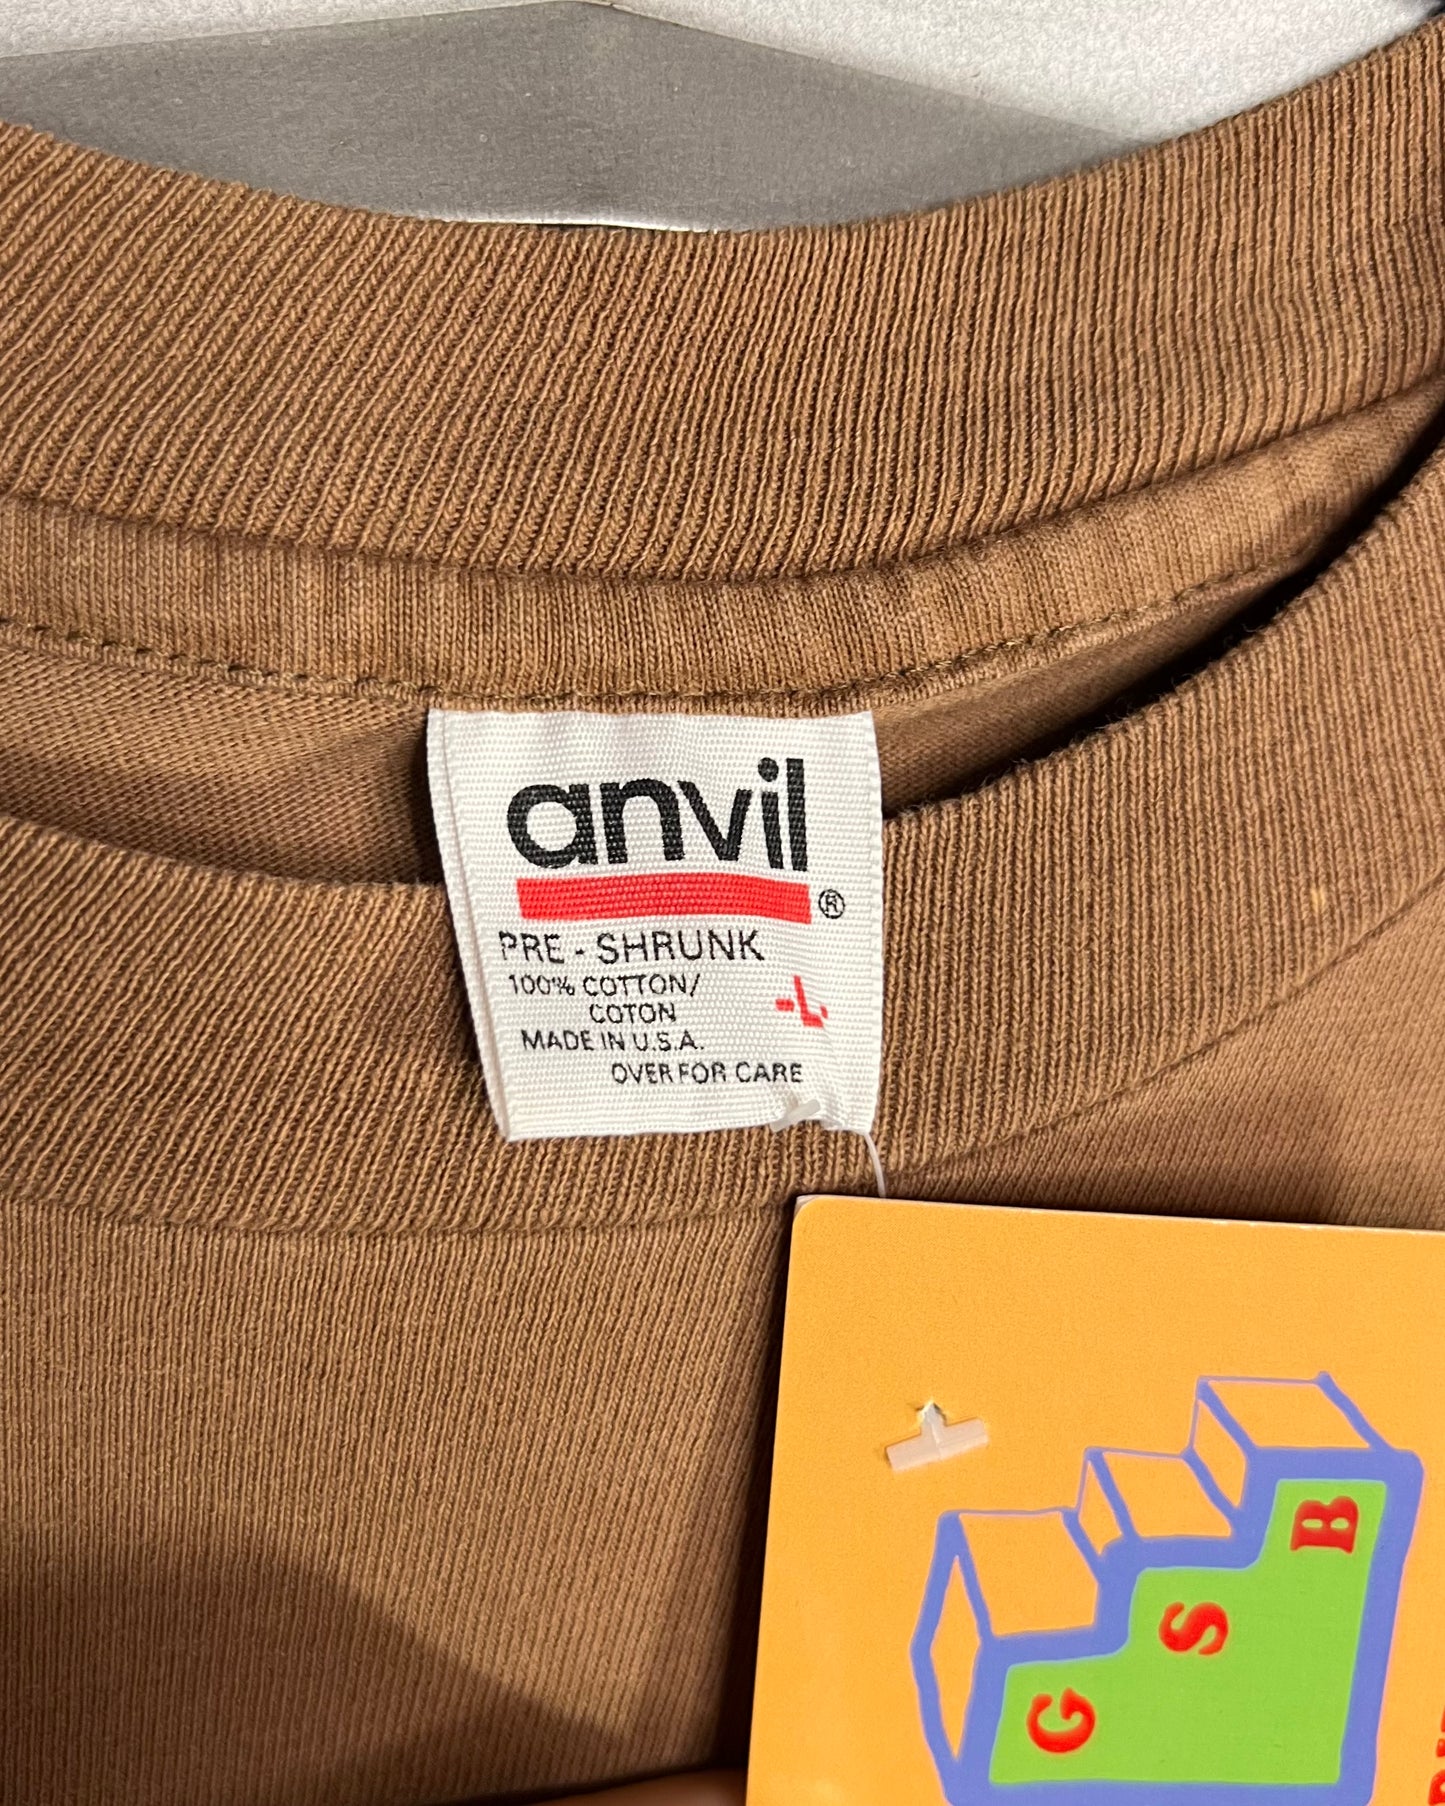 anvil
®
PRE - SHRUNK
100% COTTON/
COTON
-L-
MADE IN U.S.A.
OVER FOR CARE
G S B